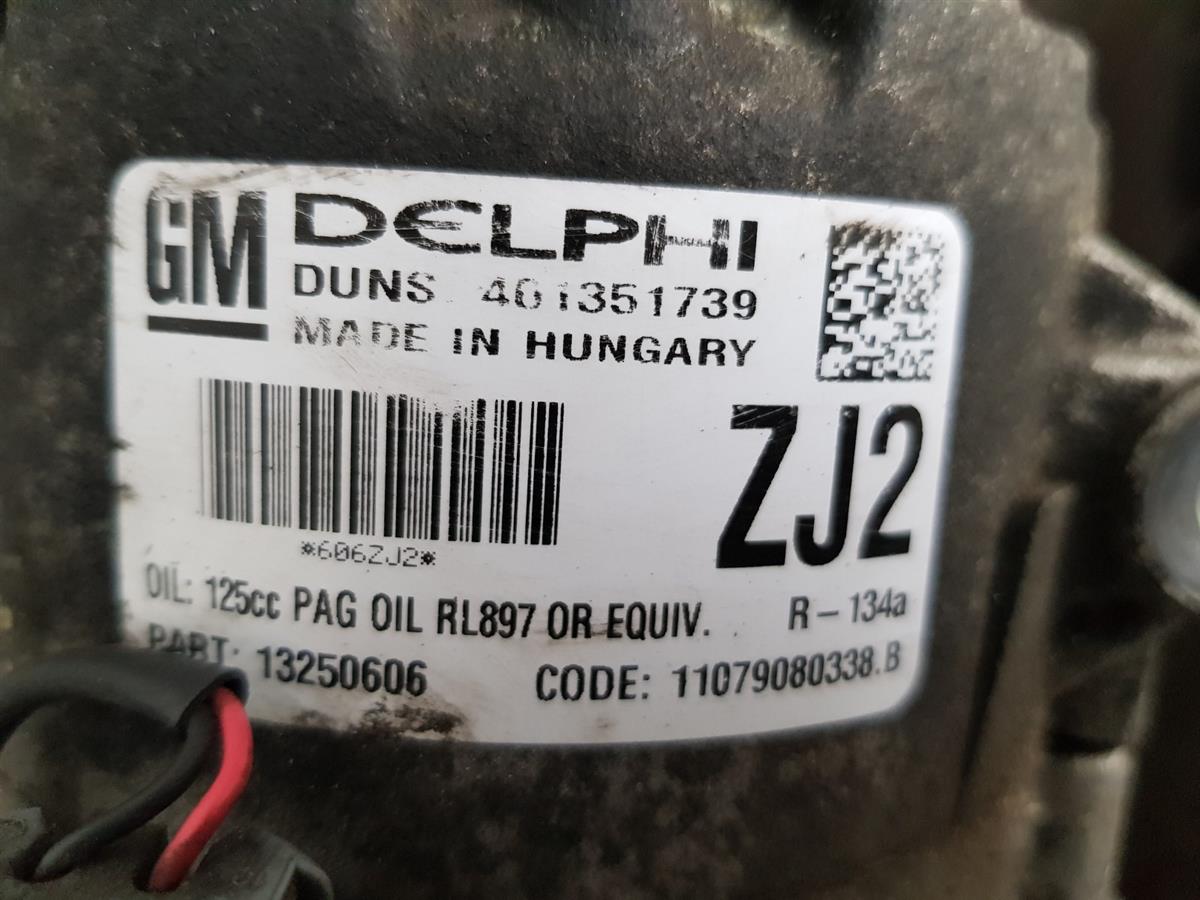 GM DELPHI
DUNS 401351739
MADE IN HUNGARY
ZJ2
*606ZJ2*
OIL: 125cc PAG OIL RL897 OR EQUIV. R-134a
PART: 13250606 CODE: 11079080338.B